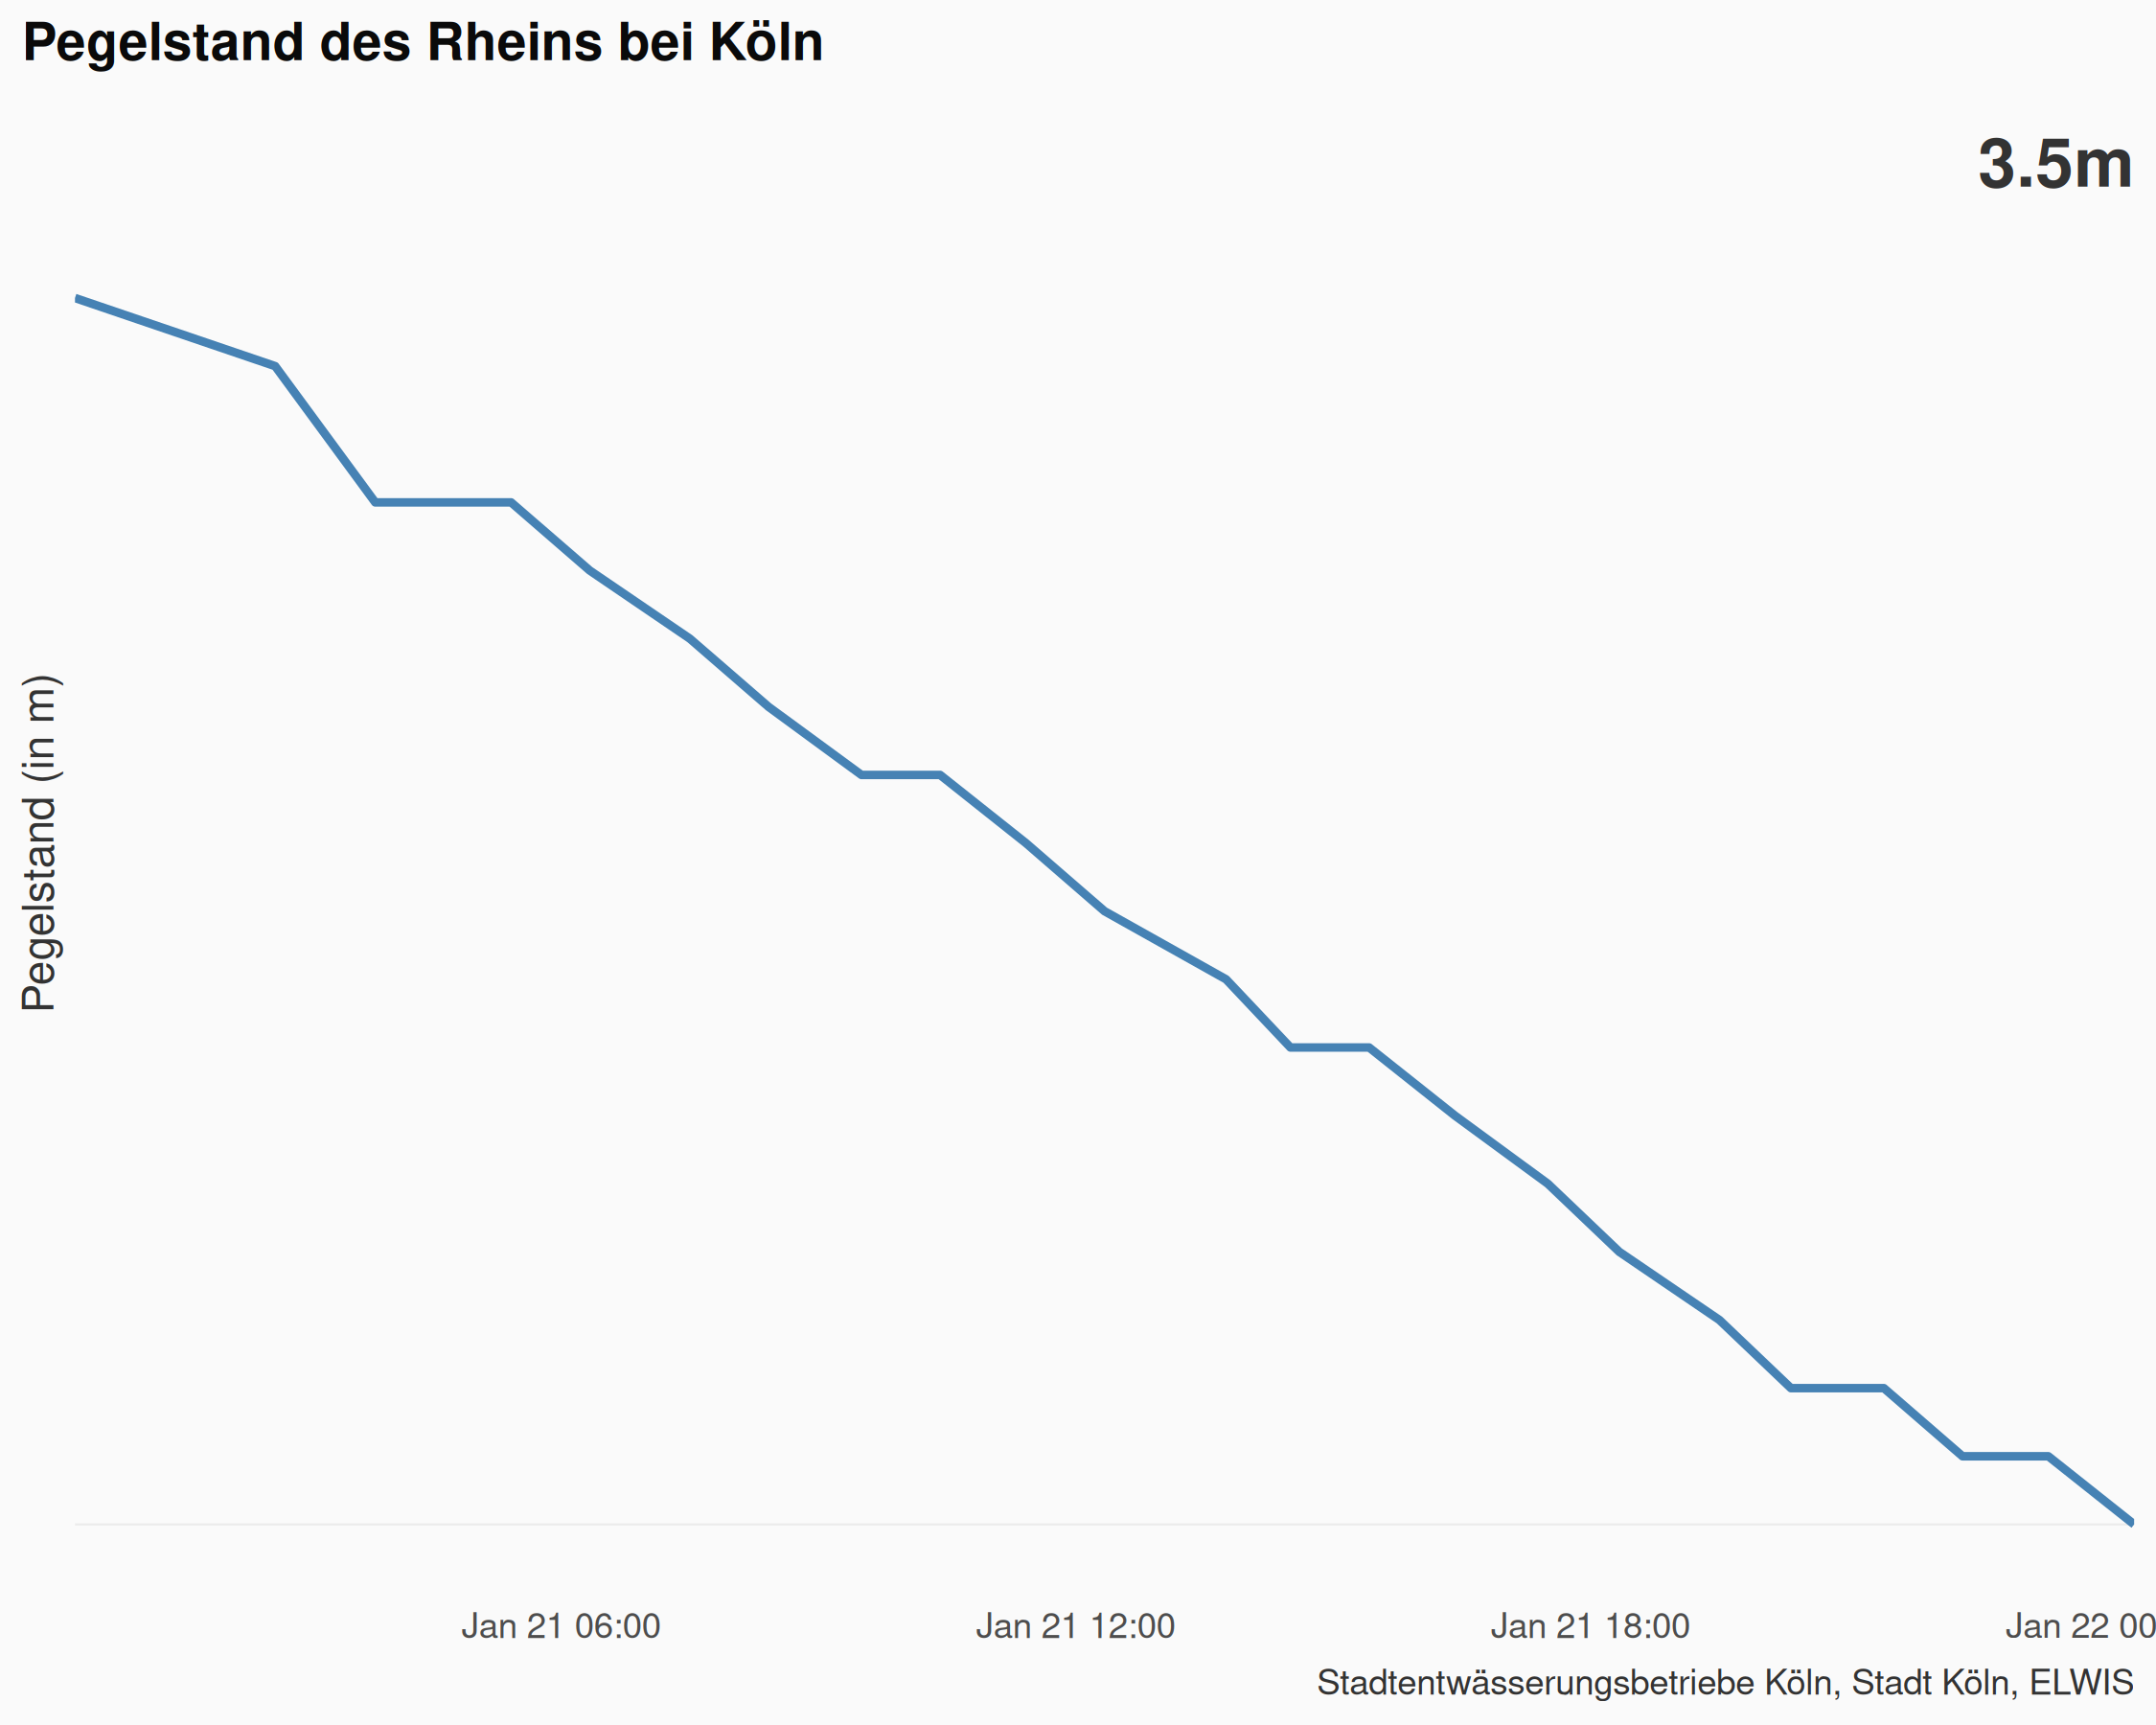 Pegelstand des Rheins bei Köln
3.5m
Pegelstand (in m)
Jan 21 06:00 Jan 21 12:00 Jan 21 18:00 Jan 22 00
Stadtentwässerungsbetriebe Köln, Stadt Köln, ELWIS